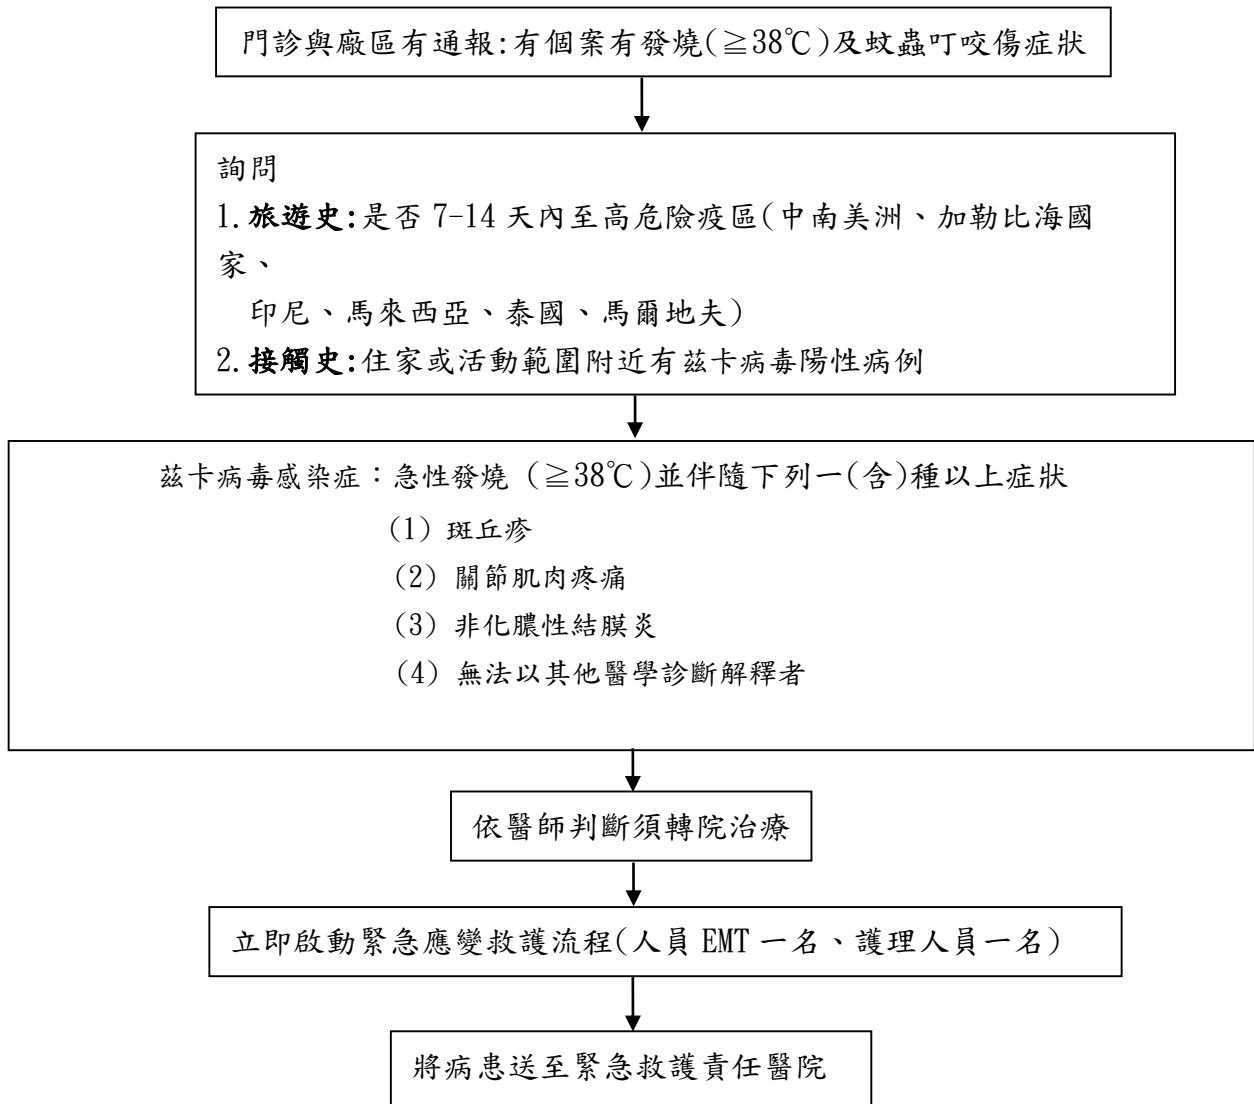 門診與廠區有通報:有個案有發燒(≧38℃)及蚊蟲叮咬傷症狀
詢問
1.旅遊史:是否 7-14 天內至高危險疫區(中南美洲、加勒比海國
家、
印尼、馬來西亞、泰國、馬爾地夫)
2.接觸史:住家或活動範圍附近有茲卡病毒陽性病例
茲卡病毒感染症：急性發燒 (≧38℃)並伴隨下列一(含)種以上症狀
(1) 斑丘疹
(2) 關節肌肉疼痛
(3) 非化膿性結膜炎
(4) 無法以其他醫學診斷解釋者
依醫師判斷須轉院治療
立即啟動緊急應變救護流程(人員 EMT 一名、護理人員一名)
將病患送至緊急救護責任醫院